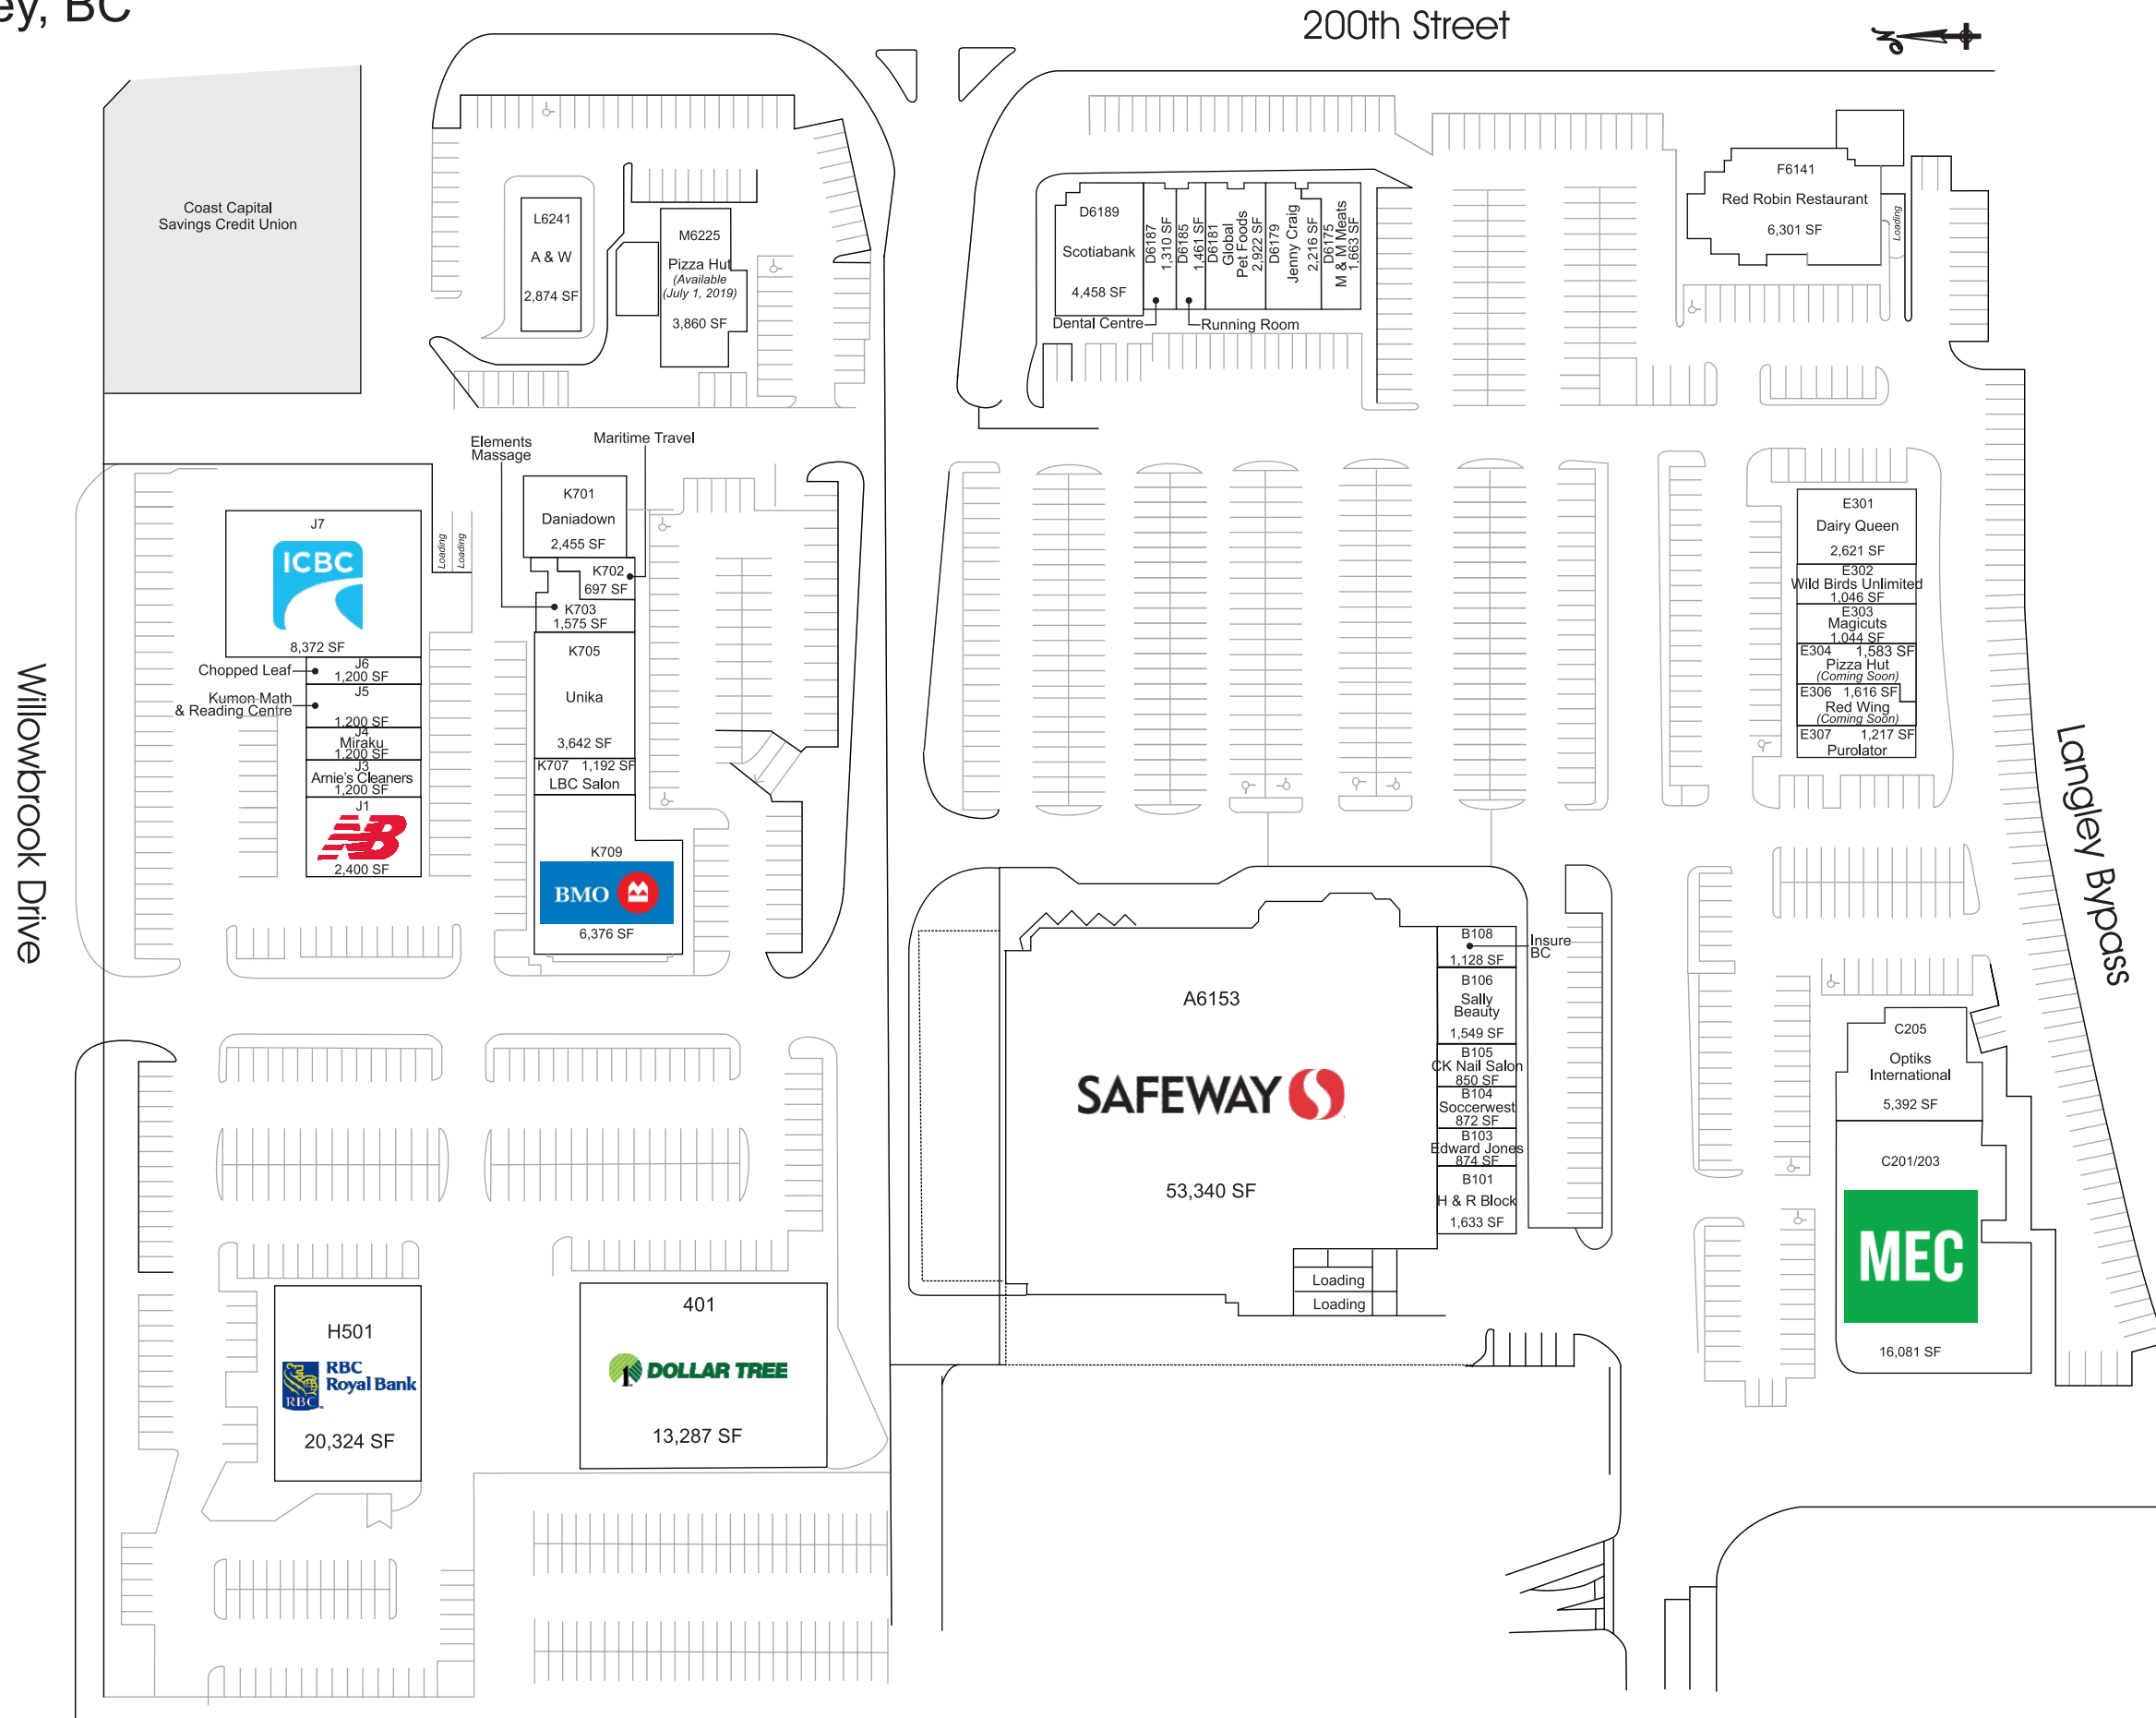 ey, BC
200th Street
N
Coast Capital
Savings Credit Union
L6241
A & W
2,874 SF
M6225
Pizza Hut
(Available
(July 1, 2019)
3,860 SF
D6189
Scotiabank
4,458 SF
D6187
1,310 SF
Dental Centre
D6185
1,461 SF
Running Room
D6181
Global
Pet Foods
2,922 SF
D6179
Jenny Craig
2,216 SF
D6175
M & M Meats
1,663 SF
F6141
Red Robin Restaurant
6,301 SF
Loading
Elements
Massage
Maritime Travel
K701
Daniadown
2,455 SF
K702
697 SF
K703
1,575 SF
K705
Unika
3,642 SF
K707 1,192 SF
LBC Salon
K709
BMO
6,376 SF
J7
ICBC
8,372 SF
Loading
Loading
Chopped Leaf
J6
1,200 SF
Kumon Math
& Reading Centre
J5
1,200 SF
J4
Miraku
1,200 SF
J3
Arnie's Cleaners
1,200 SF
J1
NB
2,400 SF
Willowbrook Drive
E301
Dairy Queen
2,621 SF
E302
Wild Birds Unlimited
1,046 SF
E303
Magicuts
1,044 SF
E304 1,583 SF
Pizza Hut
(Coming Soon)
E306 1,616 SF
Red Wing
(Coming Soon)
E307 1,217 SF
Purolator
Langley Bypass
A6153
SAFEWAY
53,340 SF
Loading
Loading
B108
1,128 SF
Insure
BC
B106
Sally
Beauty
1,549 SF
B105
CK Nail Salon
850 SF
B104
Soccerwest
872 SF
B103
Edward Jones
874 SF
B101
H & R Block
1,633 SF
C205
Optiks
International
5,392 SF
C201/203
MEC
16,081 SF
H501
RBC
Royal Bank
RBC
20,324 SF
401
1
DOLLAR TREE
13,287 SF